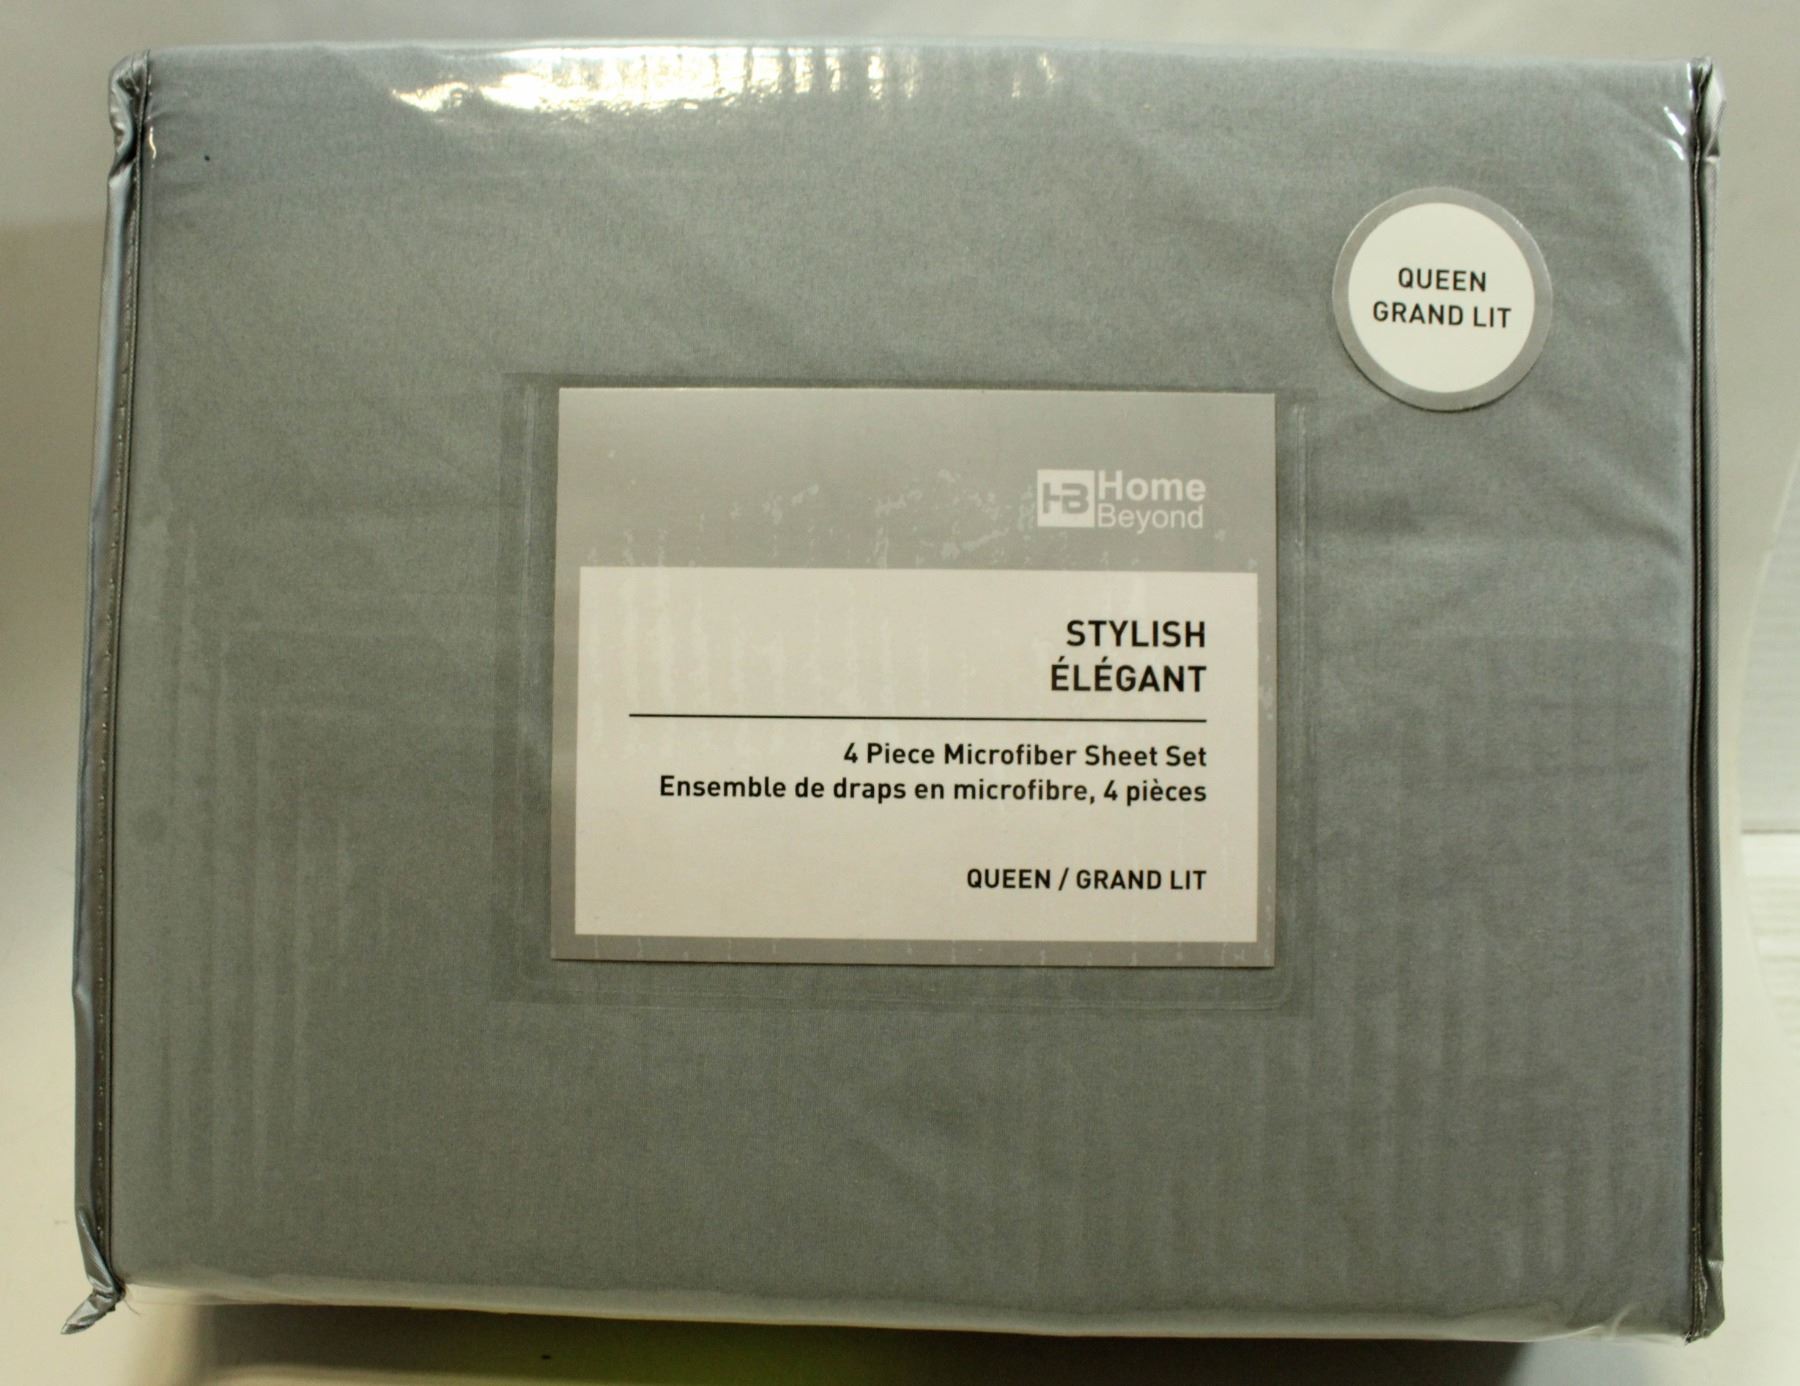 QUEEN
GRAND LIT
HB Home
Beyond
STYLISH
ÉLÉGANT
4 Piece Microfiber Sheet Set
Ensemble de draps en microfibre, 4 pièces
QUEEN / GRAND LIT